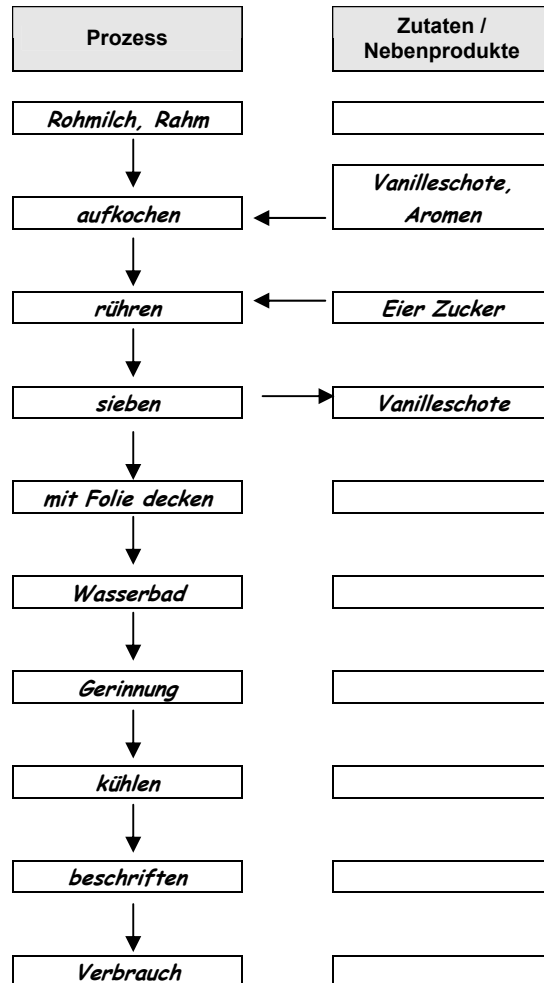 Prozess
Zutaten /
Nebenprodukte
Rohmilch, Rahm
Vanilleschote,
Aromen
aufkochen
rühren
Eier Zucker
sieben
Vanilleschote
mit Folie decken
Wasserbad
Gerinnung
kühlen
beschriften
Verbrauch